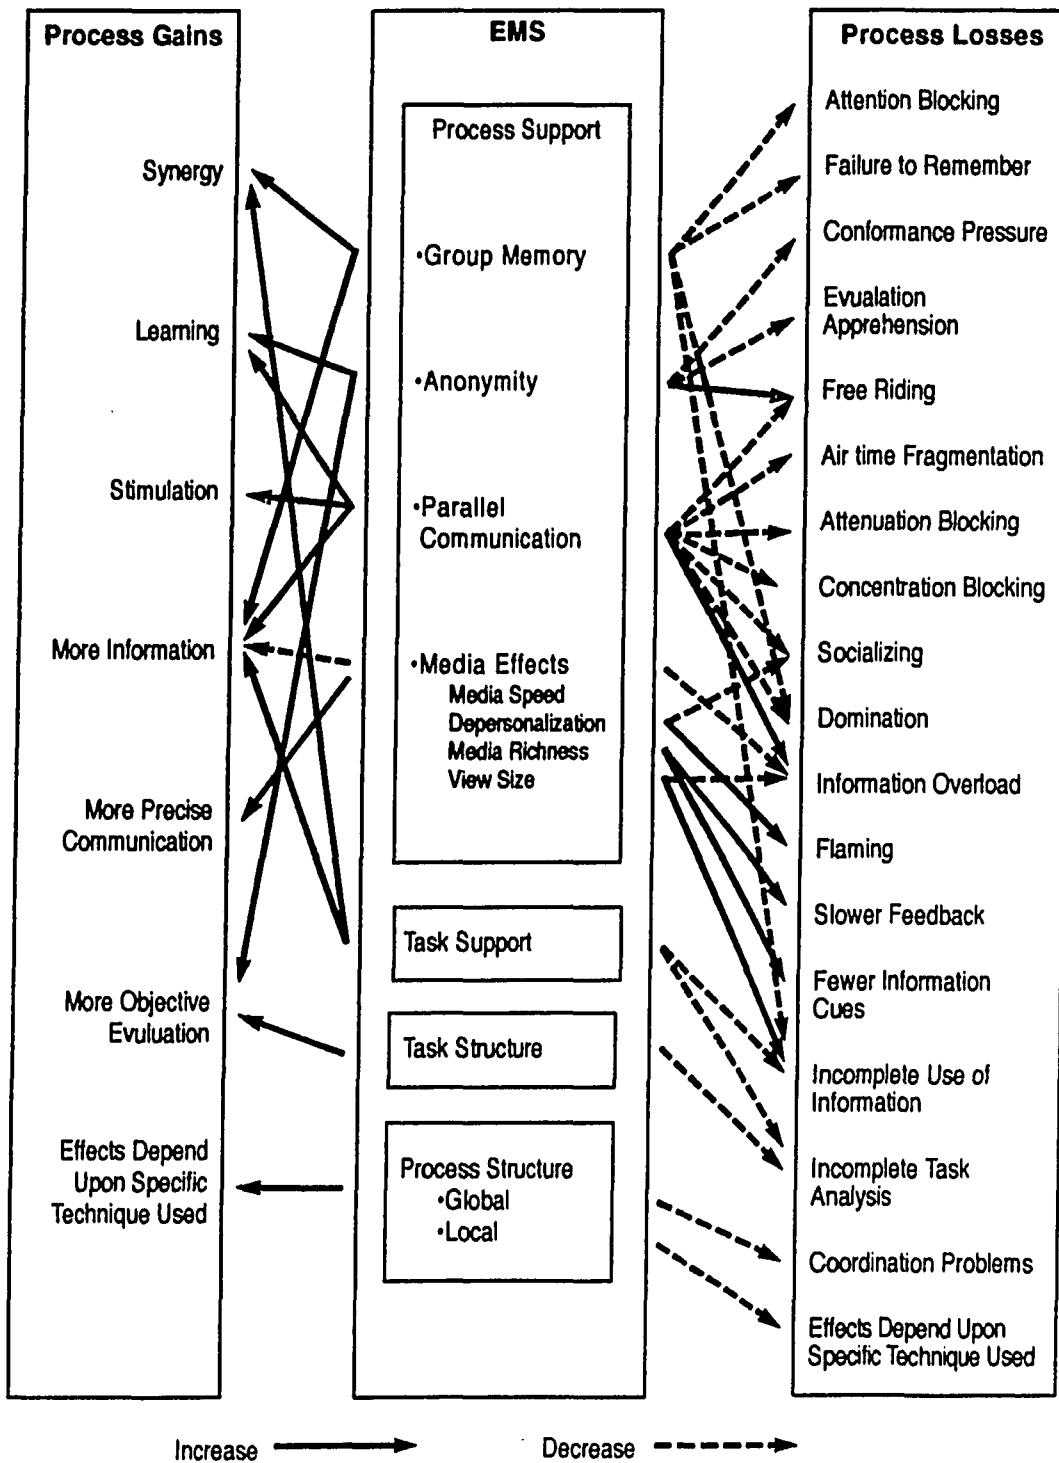 Process Gains
Synergy
Learning
Stimulation
More Information
More Precise
Communication
More Objective
Evaluation
Effects Depend
Upon Specific
Technique Used
EMS
Process Support
•Group Memory
•Anonymity
•Parallel
Communication
•Media Effects
Media Speed
Depersonalization
Media Richness
View Size
Task Support
Task Structure
Process Structure
•Global
•Local
Process Losses
Attention Blocking
Failure to Remember
Conformance Pressure
Evualation
Apprehension
Free Riding
Air time Fragmentation
Attenuation Blocking
Concentration Blocking
Socializing
Domination
Information Overload
Flaming
Slower Feedback
Fewer Information
Cues
Incomplete Use of
Information
Incomplete Task
Analysis
Coordination Problems
Effects Depend Upon
Specific Technique Used
Increase
Decrease